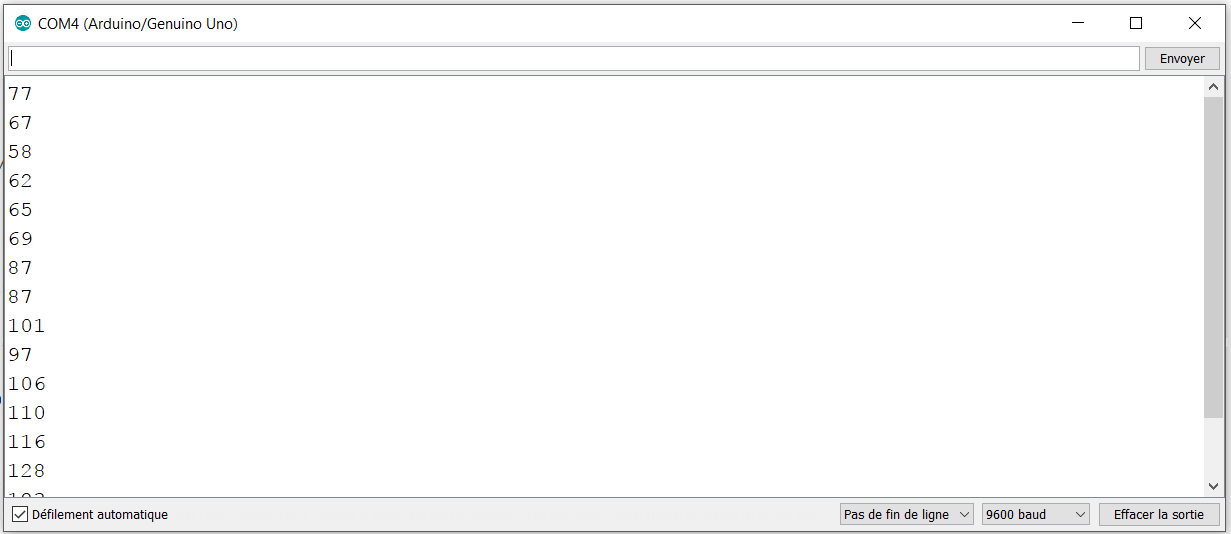 COM4 (Arduino/Genuino Uno)
Envoyer
77
67
58
62
65
69
87
87
101
97
106
110
116
128
Défilement automatique
Pas de fin de ligne
9600 baud
Effacer la sortie